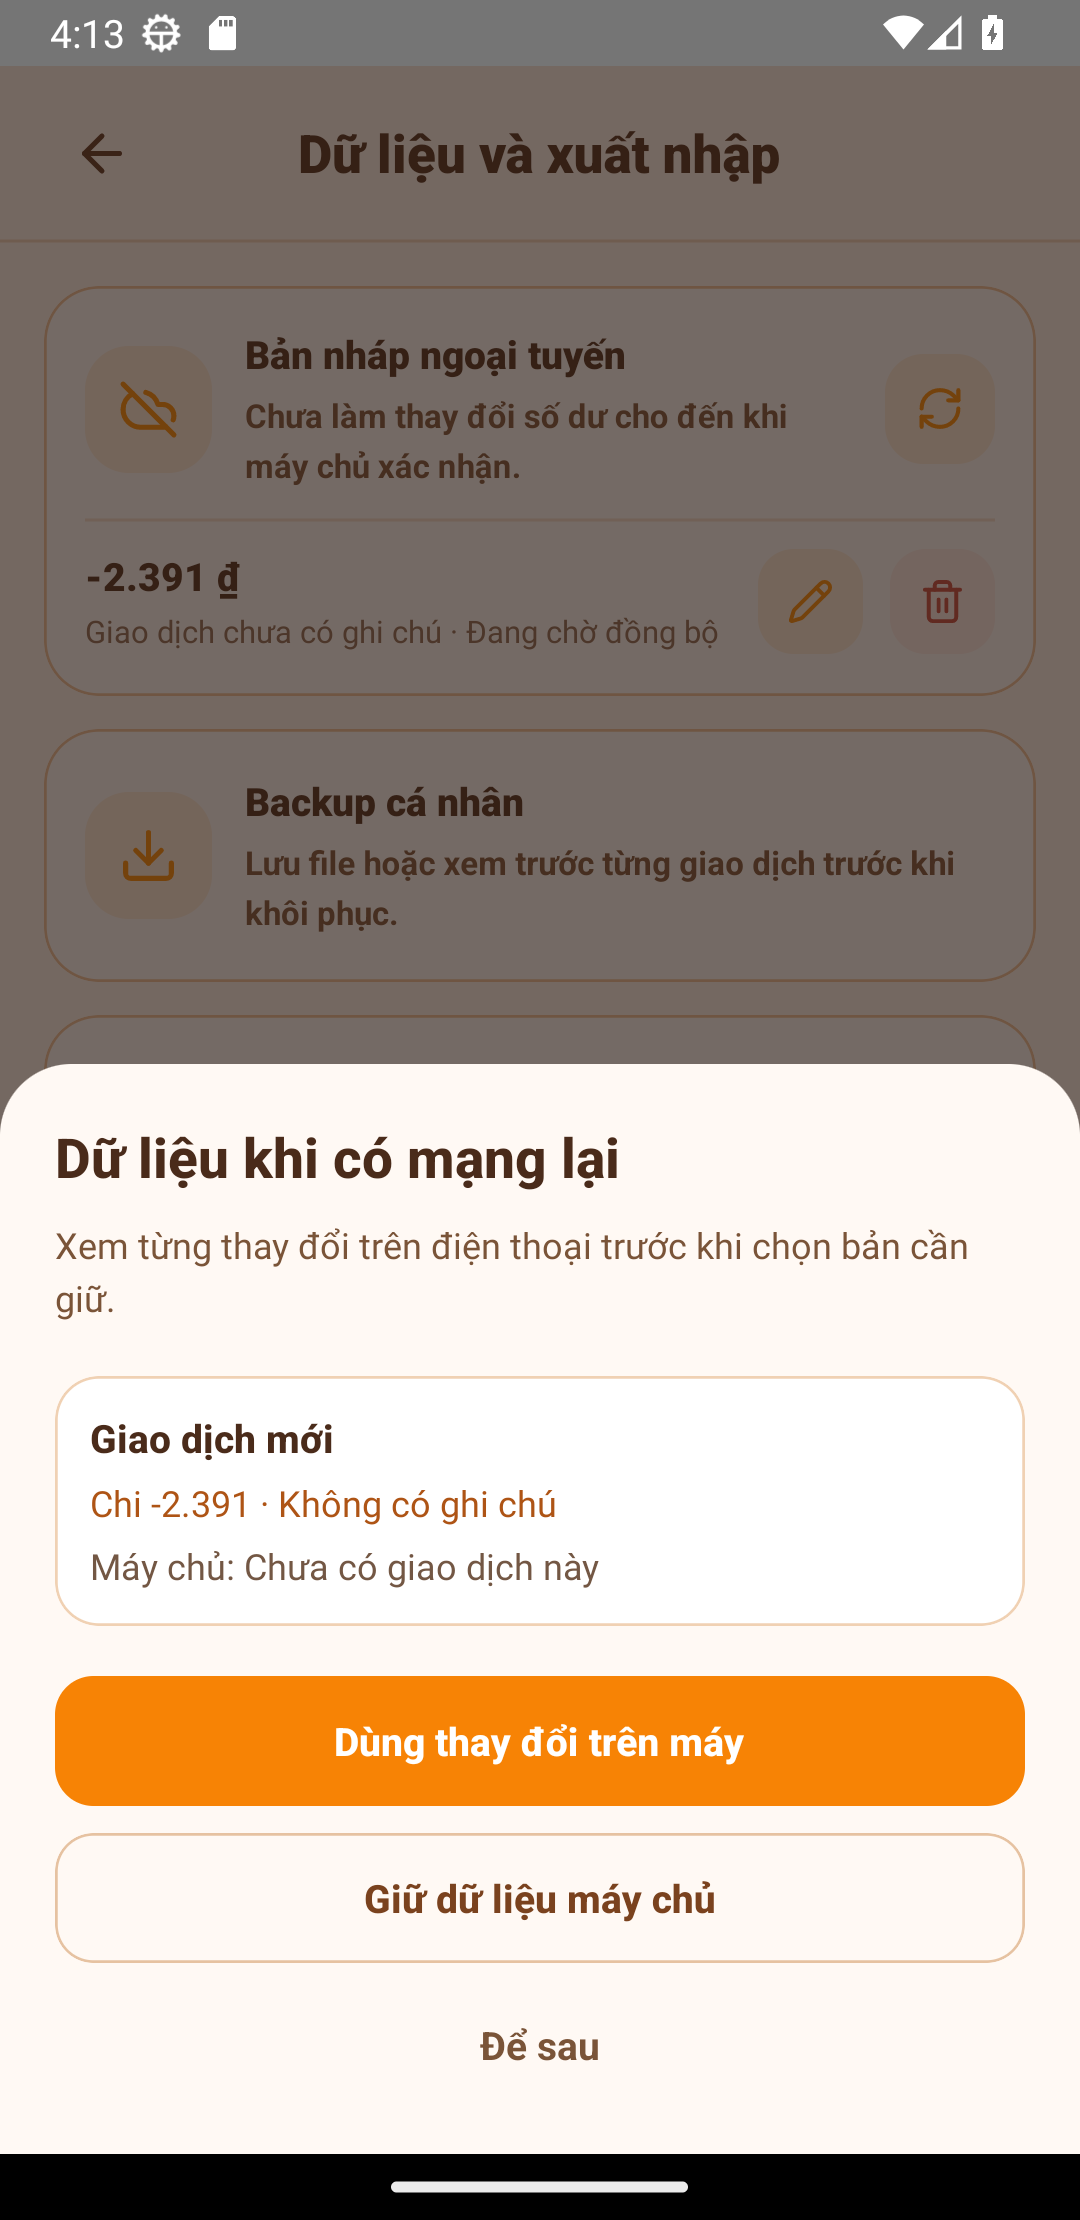 4:13
Dữ liệu và xuất nhập
Bản nháp ngoại tuyến
Chưa làm thay đổi số dư cho đến khi
máy chủ xác nhận.
-2.391 ₫
Giao dịch chưa có ghi chú · Đang chờ đồng bộ
Backup cá nhân
Lưu file hoặc xem trước từng giao dịch trước khi
khôi phục.
Dữ liệu khi có mạng lại
Xem từng thay đổi trên điện thoại trước khi chọn bản cần
giữ.
Giao dịch mới
Chi -2.391 · Không có ghi chú
Máy chủ: Chưa có giao dịch này
Dùng thay đổi trên máy
Giữ dữ liệu máy chủ
Để sau